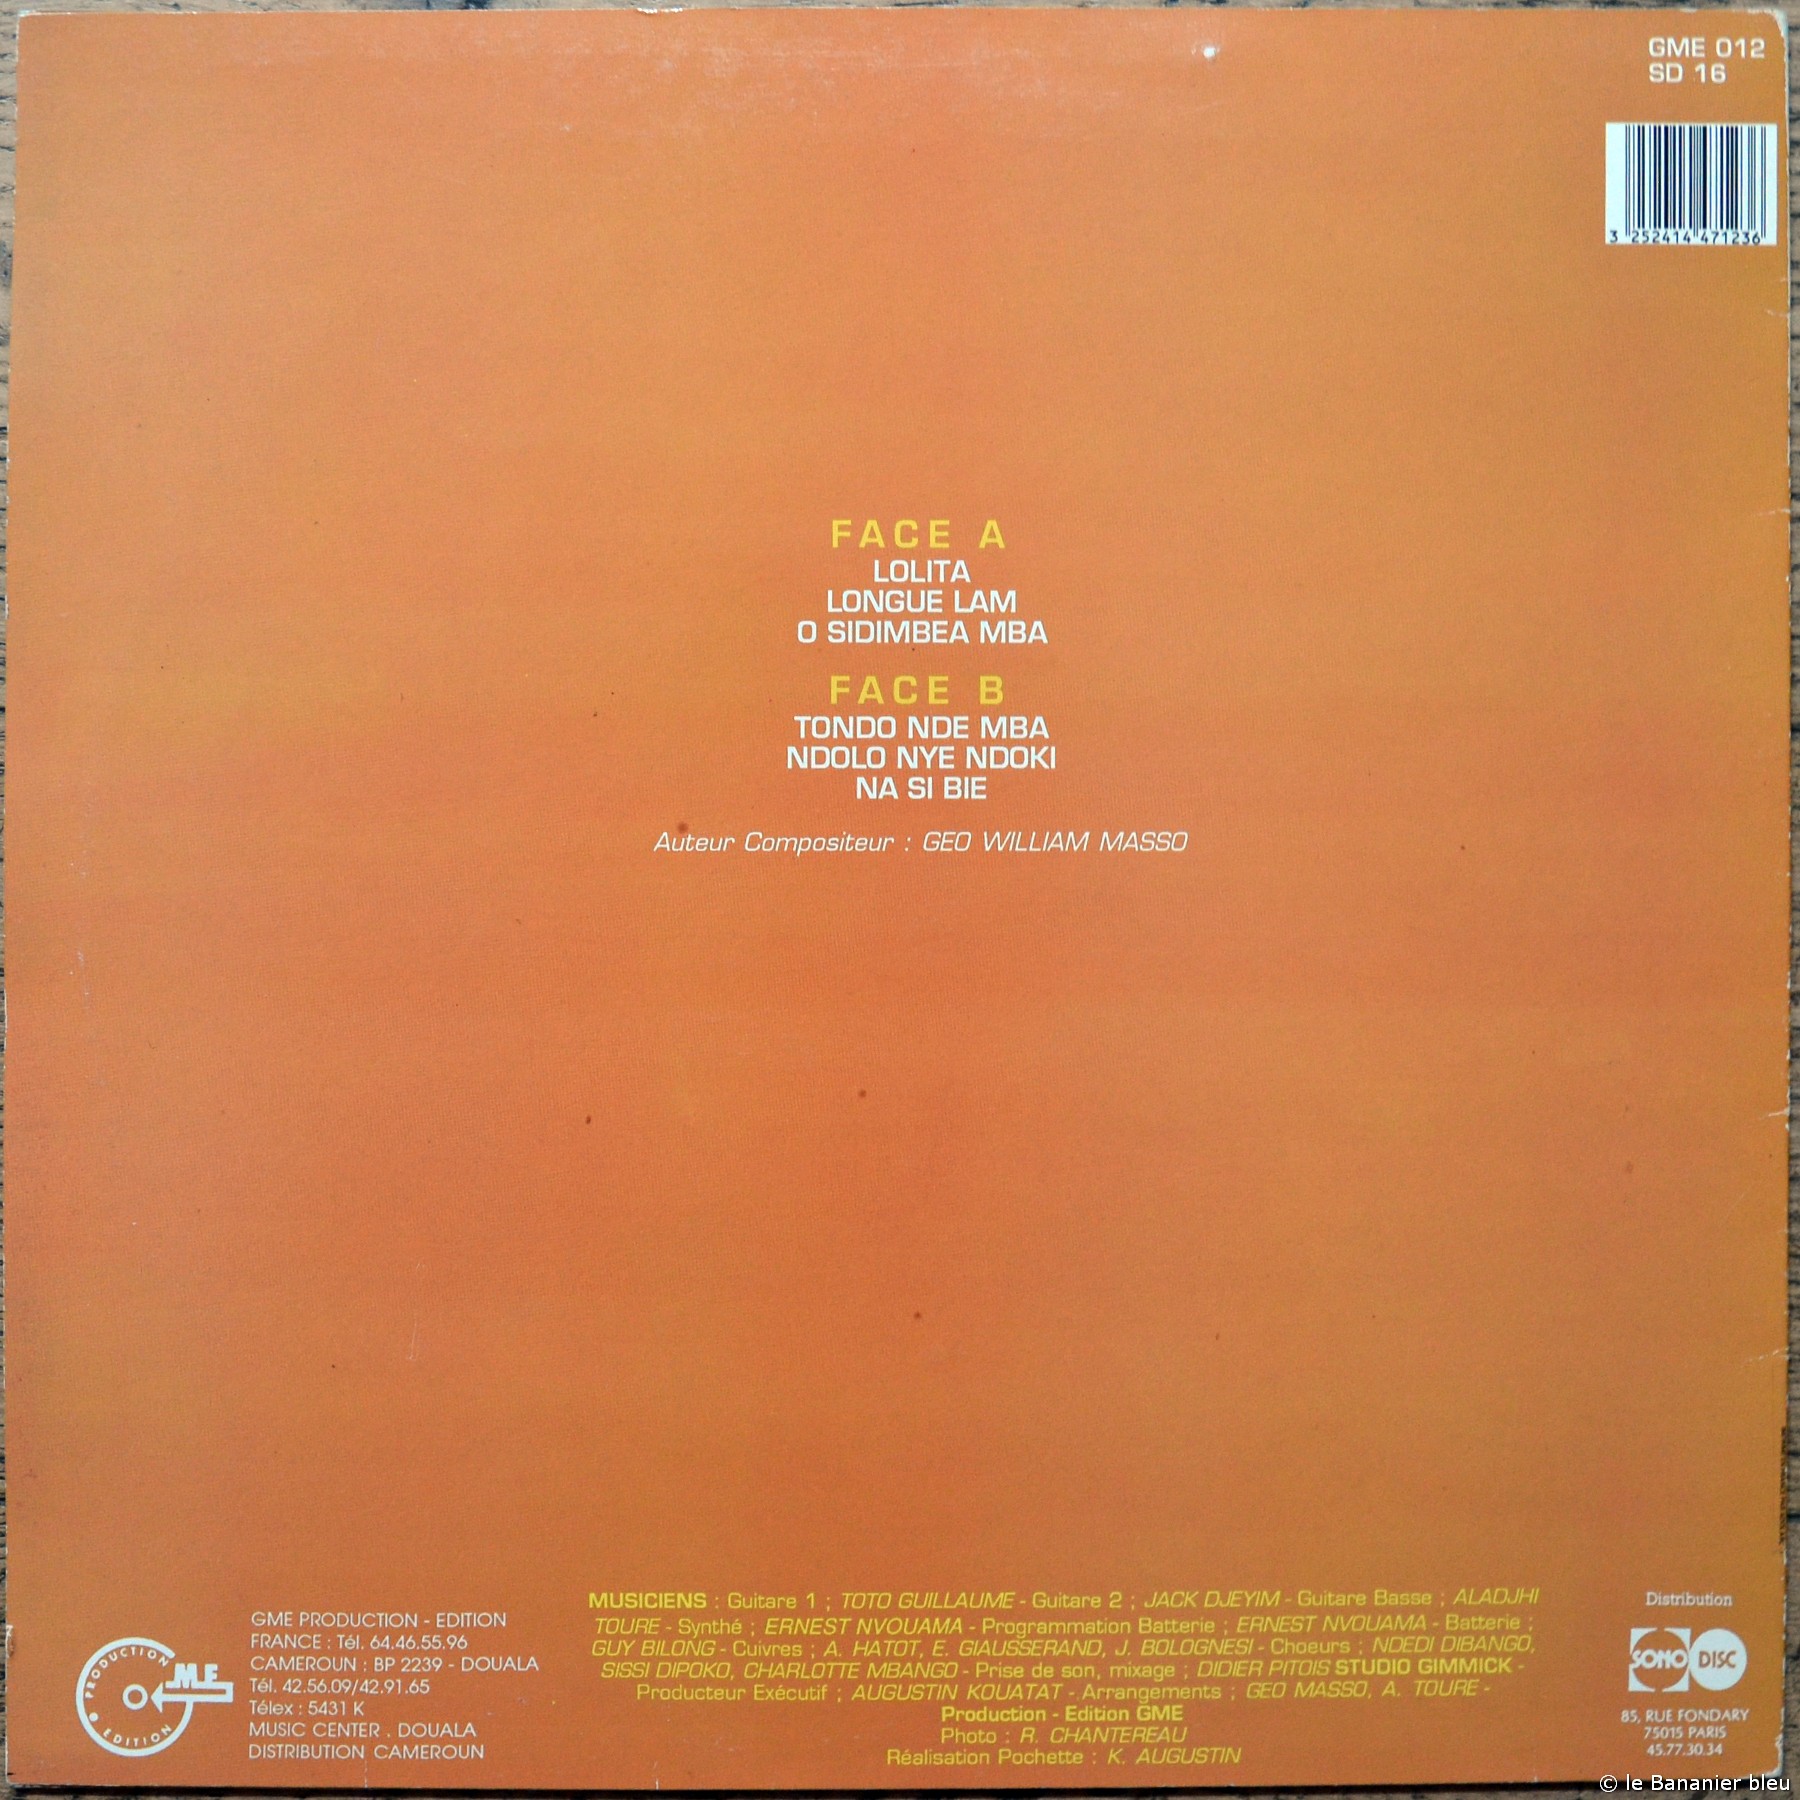 GME 012
SD 16
3 252414 471236
FACE A
LOLITA
LONGUE LAM
O SIDIMBEA MBA
FACE B
TONDO NDE MBA
NDOLO NYE NDOKI
NA SI BIE
Auteur Compositeur : GEO WILLIAM MASSO
PRODUCTION
G.M.E
EDITION
GME PRODUCTION - EDITION
FRANCE : Tél. 64.46.55.96
CAMEROUN : BP 2239 - DOUALA
Tél. 42.56.09/42.91.65
Télex : 5431 K
MUSIC CENTER . DOUALA
DISTRIBUTION CAMEROUN
MUSICIENS : Guitare 1 ; TOTO GUILLAUME - Guitare 2 ; JACK DJEYIM - Guitare Basse ; ALADJHI
TOURE - Synthé ; ERNEST NVOUAMA - Programmation Batterie ; ERNEST NVOUAMA - Batterie ;
GUY BILONG - Cuivres ; A. HATOT, E. GIAUSSERAND, J. BOLOGNESI - Choeurs ; NDEDI DIBANGO,
SISSI DIPOKO, CHARLOTTE MBANGO - Prise de son, mixage ; DIDIER PITOIS STUDIO GIMMICK -
Producteur Exécutif ; AUGUSTIN KOUATAT - Arrangements ; GEO MASSO, A. TOURE -
Production - Edition GME
Photo : R. CHANTEREAU
Réalisation Pochette : K. AUGUSTIN
Distribution
SONO DISC
85, RUE FONDARY
75015 PARIS
45.77.30.34
© le Bananier bleu